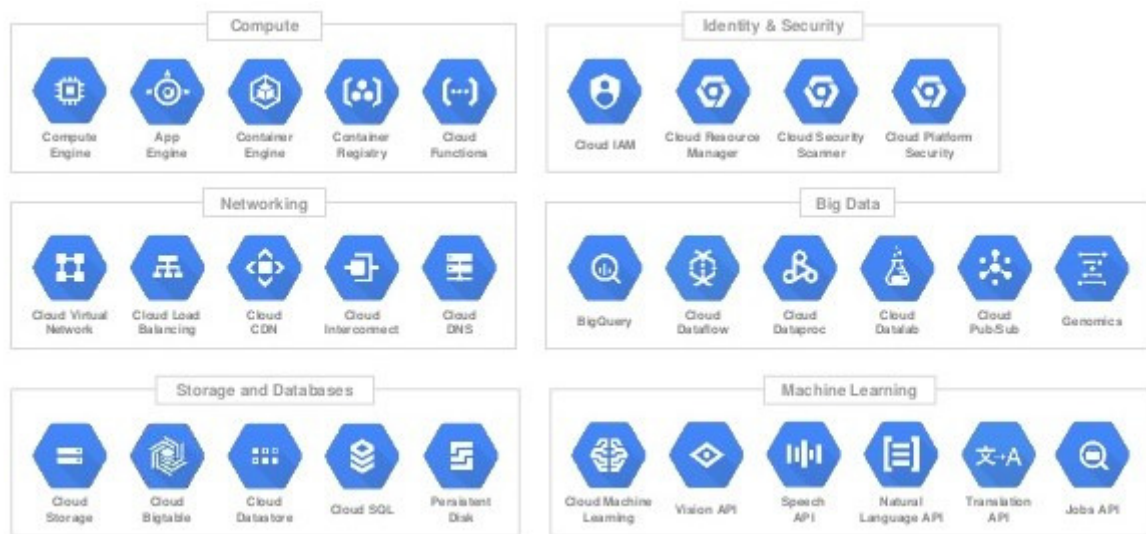 Compute
Compute
Engine
App
Engine
Container
Engine
Container
Registry
Cloud
Functions
Identity & Security
Cloud IAM
Cloud Resource
Manager
Cloud Security
Scanner
Cloud Platform
Security
Networking
Cloud Virtual
Network
Cloud Load
Balancing
Cloud
CDN
Cloud
Interconnect
Cloud
DNS
Big Data
BigQuery
Cloud
Dataflow
Cloud
Dataproc
Cloud
Datalab
Cloud
Pub/Sub
Genomics
Storage and Databases
Cloud
Storage
Cloud
Bigtable
Cloud
Datastore
Cloud SQL
Persistent
Disk
Machine Learning
Cloud Machine
Learning
Vision API
Speech
API
Natural
Language API
文→A
Translation
API
Jobs API